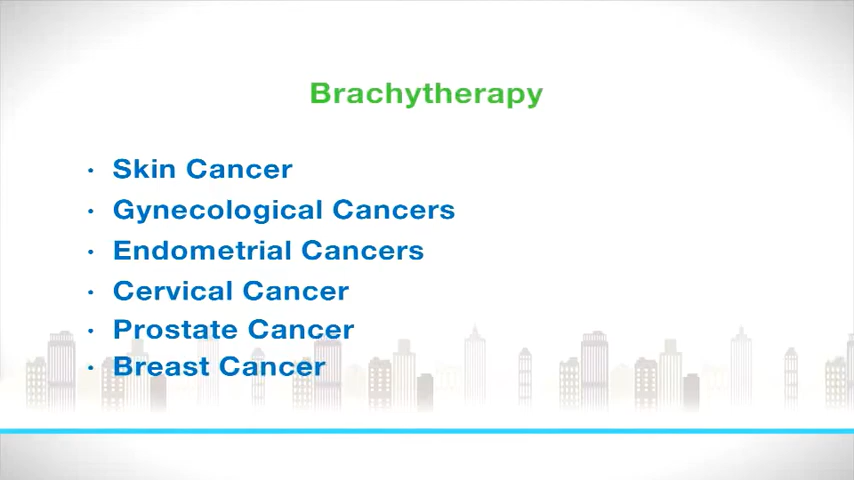 Brachytherapy
· Skin Cancer
· Gynecological Cancers
· Endometrial Cancers
· Cervical Cancer
· Prostate Cancer
· Breast Cancer